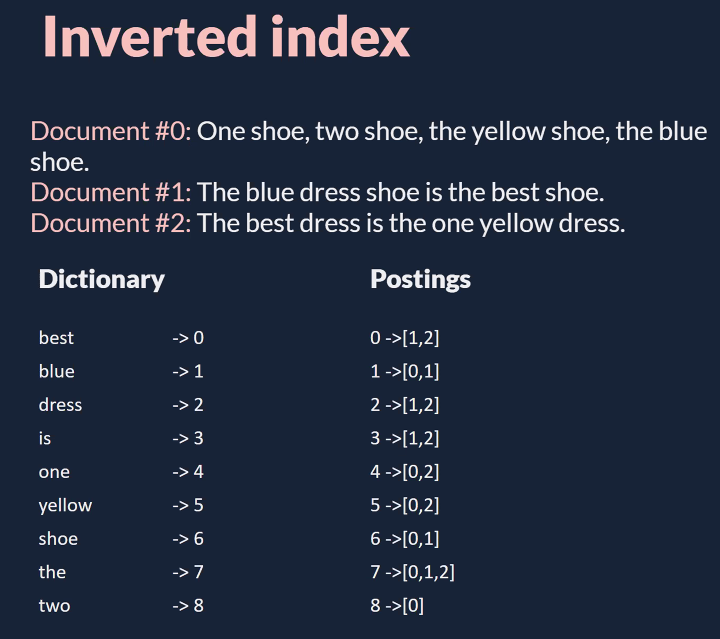 Inverted index
Document #0: One shoe, two shoe, the yellow shoe, the blue
shoe.
Document #1: The blue dress shoe is the best shoe.
Document #2: The best dress is the one yellow dress.
Dictionary Postings
best -> 0 0 ->[1,2]
blue -> 1 1 ->[0,1]
dress -> 2 2 ->[1,2]
is -> 3 3 ->[1,2]
one -> 4 4 ->[0,2]
yellow -> 5 5 ->[0,2]
shoe -> 6 6 ->[0,1]
the -> 7 7 ->[0,1,2]
two -> 8 8 ->[0]